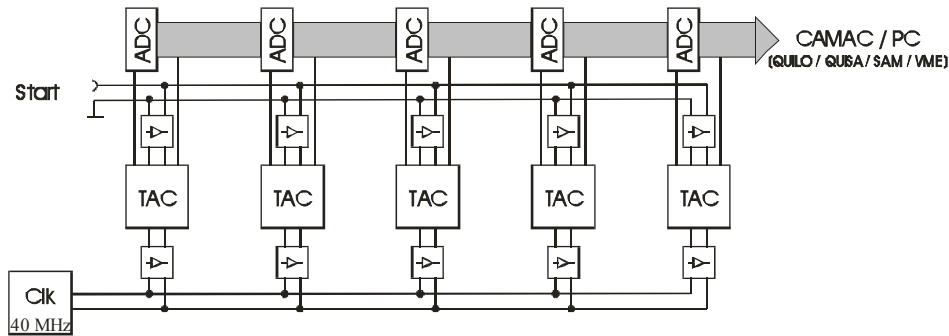 ADC ADC ADC ADC ADC
CAMAC / PC
(QUILO / QUISA / SAM / VME)
Start
TAC TAC TAC TAC TAC
Clk
40 MHz